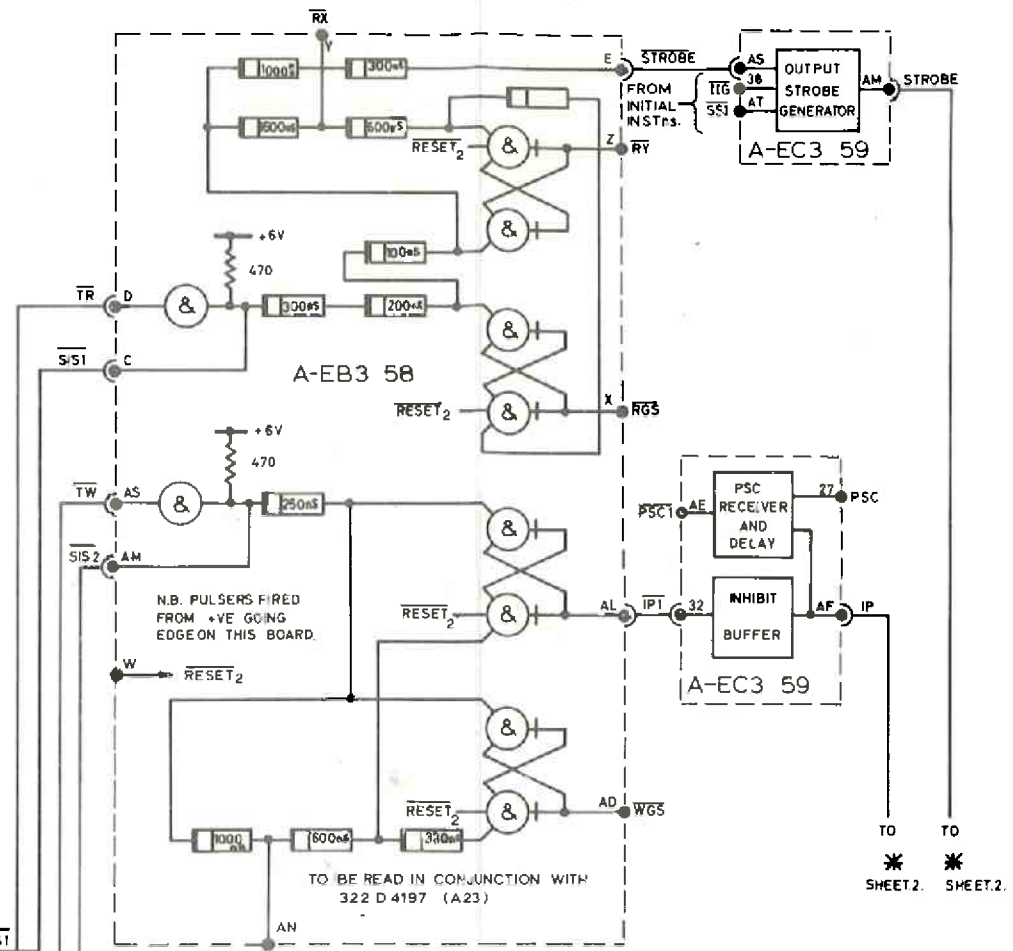 RX
Y
1000nS
300nS
E
STROBE
AS
OUTPUT
STROBE
GENERATOR
AM
STROBE
FROM
INITIAL
INSTns.
38
SS1
AT
A-EC3 59
600nS
RESET2
&
Z
RY
&
+6V
470
100nS
TR
D
&
300nS
&
SIS1
C
A-EB3 58
RESET2
&
X
RGS
+6V
470
TW
AS
&
250nS
&
PSC1
AE
PSC
RECEIVER
AND
DELAY
27
PSC
SIS2
AM
N.B. PULSERS FIRED
FROM +VE GOING
EDGE ON THIS BOARD.
RESET2
&
AL
IP1
32
INHIBIT
BUFFER
AF
IP
A-EC3 59
W
RESET2
&
RESET2
&
AD
WGS
1000
600nS
TO BE READ IN CONJUNCTION WITH
322 D 4197 (A23)
AN
TO
SHEET.2.
TO
SHEET.2.